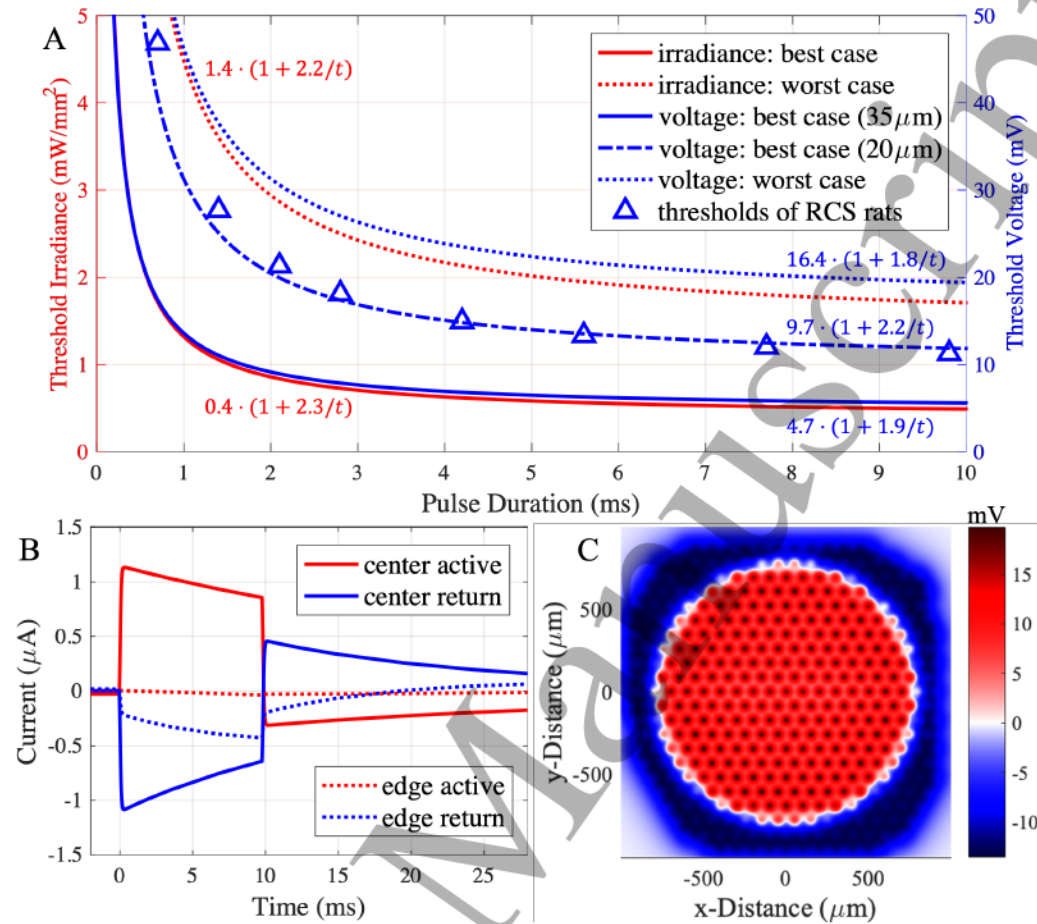 A
5
4
3
2
1
0
Threshold Irradiance (mW/mm²)
1.4 · (1 + 2.2/t)
0.4 · (1 + 2.3/t)
irradiance: best case
irradiance: worst case
voltage: best case (35μm)
voltage: best case (20μm)
voltage: worst case
thresholds of RCS rats
16.4 · (1 + 1.8/t)
9.7 · (1 + 2.2/t)
4.7 · (1 + 1.9/t)
50
40
30
20
10
0
Threshold Voltage (mV)
0 1 2 3 4 5 6 7 8 9 10
Pulse Duration (ms)
B
1.5
1
0.5
0
-0.5
-1
-1.5
Current (μA)
center active
center return
edge active
edge return
0 5 10 15 20 25
Time (ms)
C
500
0
-500
y-Distance (μm)
-500 0 500
x-Distance (μm)
mV
15
10
5
0
-5
-10
Manuscrip